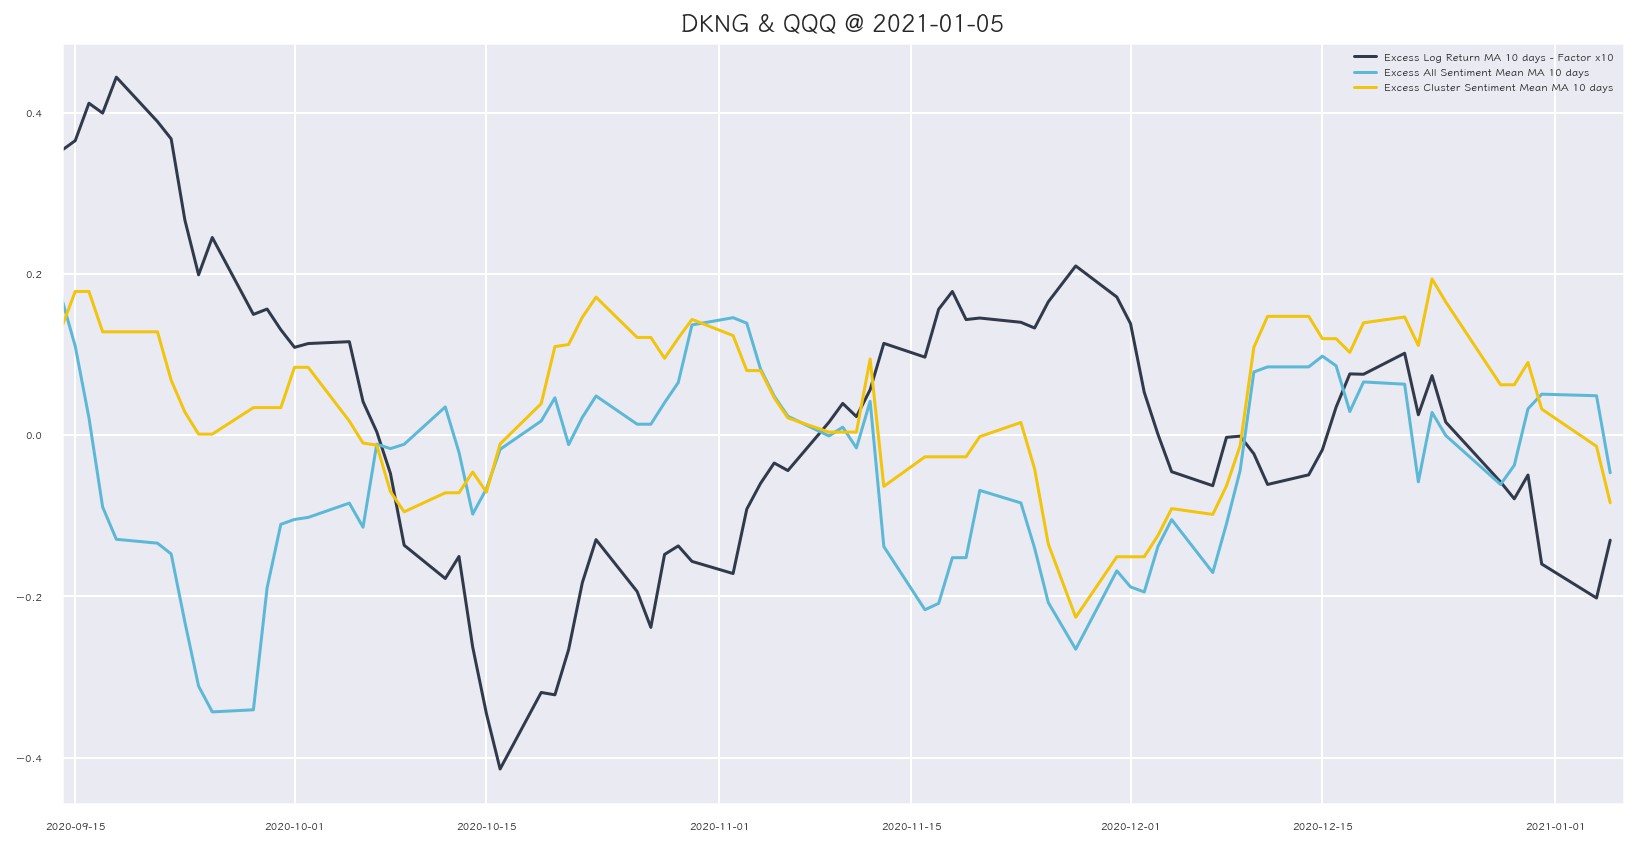 DKNG & QQQ @ 2021-01-05
Excess Log Return MA 10 days - Factor x10
Excess All Sentiment Mean MA 10 days
Excess Cluster Sentiment Mean MA 10 days
0.4
0.2
0.0
−0.2
−0.4
2020-09-15 2020-10-01 2020-10-15 2020-11-01 2020-11-15 2020-12-01 2020-12-15 2021-01-01